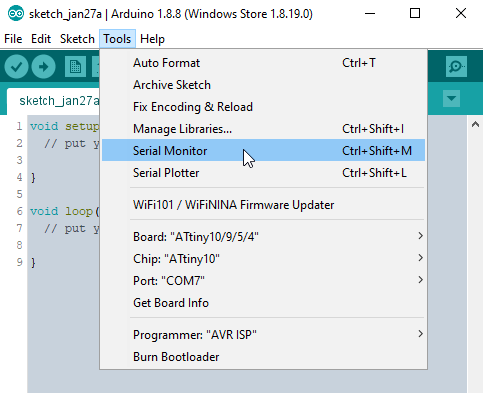 sketch_jan27a | Arduino 1.8.8 (Windows Store 1.8.19.0)
File Edit Sketch Tools Help
sketch_jan27a
Auto Format Ctrl+T
Archive Sketch
Fix Encoding & Reload
Manage Libraries... Ctrl+Shift+I
Serial Monitor Ctrl+Shift+M
Serial Plotter Ctrl+Shift+L
WiFi101 / WiFiNINA Firmware Updater
Board: "ATtiny10/9/5/4"
Chip: "ATtiny10"
Port: "COM7"
Get Board Info
Programmer: "AVR ISP"
Burn Bootloader
1 void setup
2 // put y
3
4 }
5
6 void loop(
7 // put y
8
9 }